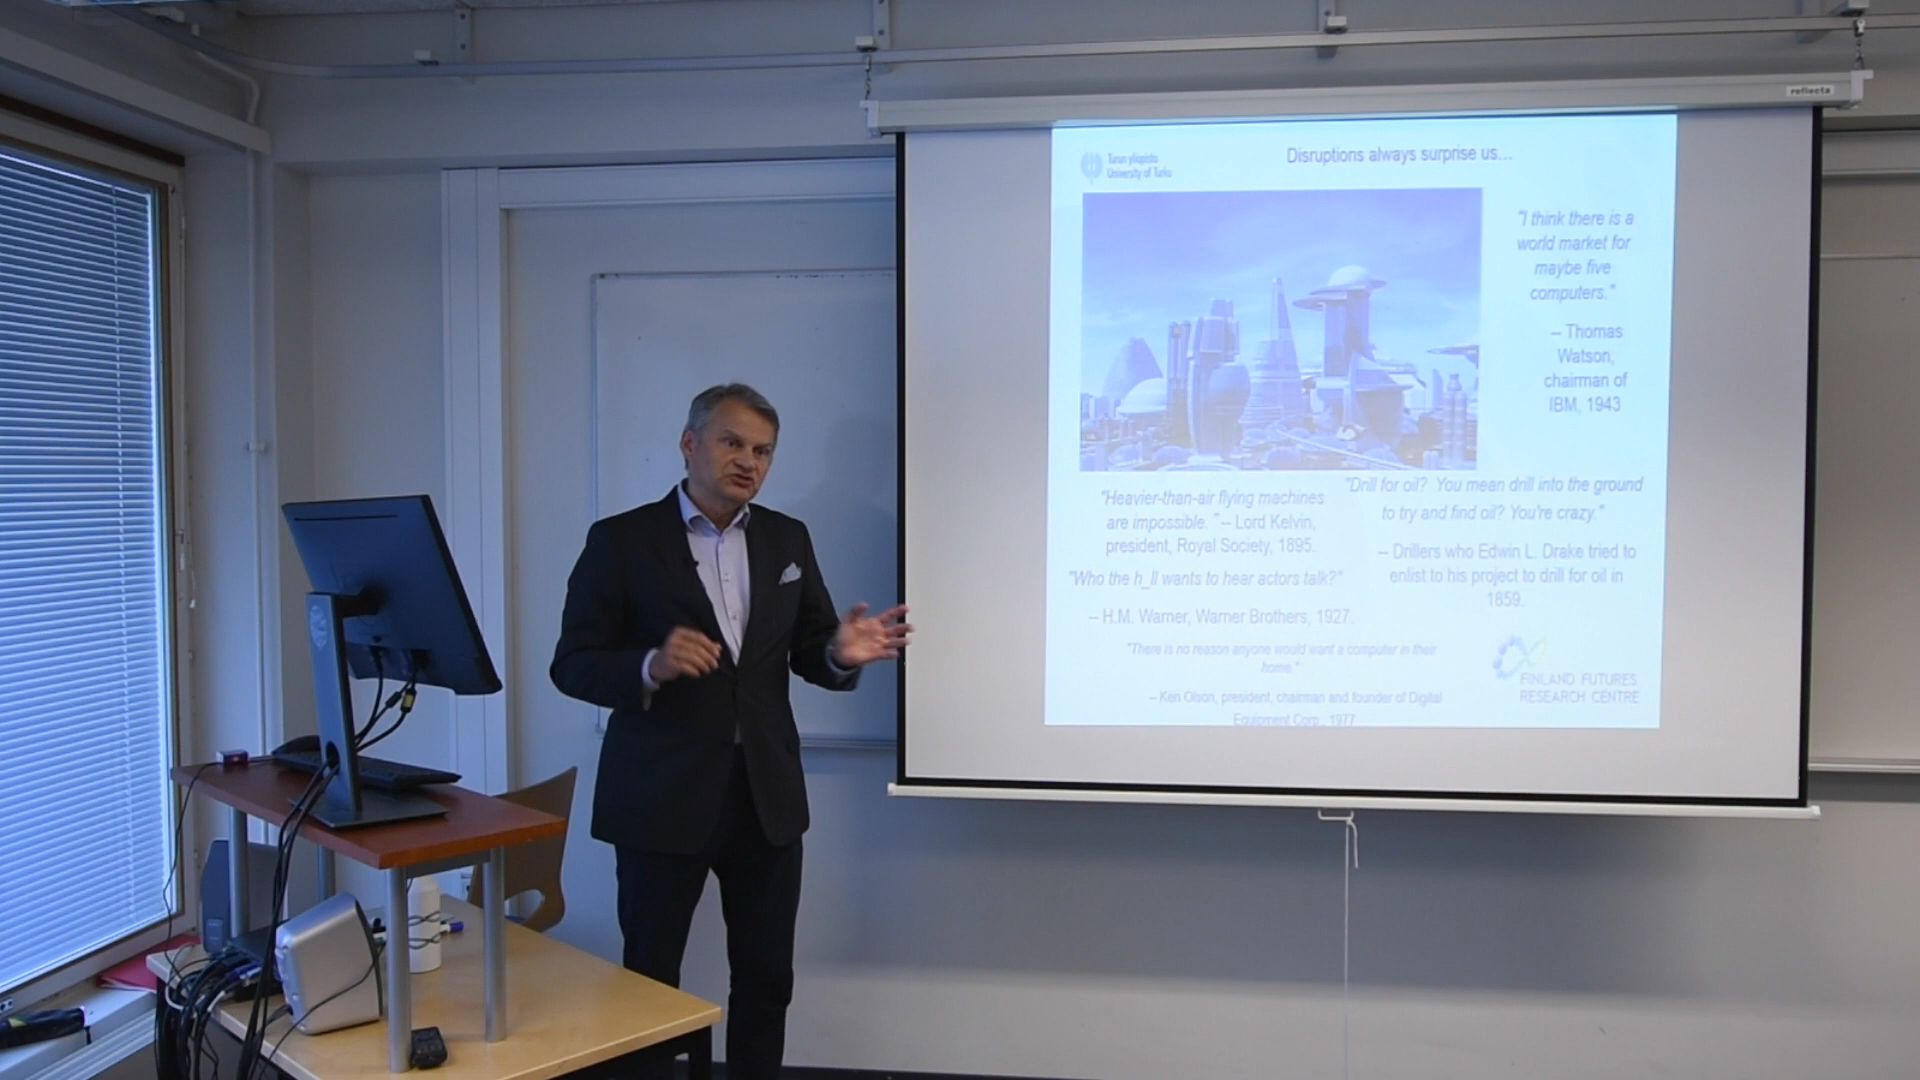 reflecta
Turun yliopisto
University of Turku
Disruptions always surprise us...
"I think there is a
world market for
maybe five
computers."
– Thomas
Watson,
chairman of
IBM, 1943
"Heavier-than-air flying machines
are impossible. " – Lord Kelvin,
president, Royal Society, 1895.
"Who the h_ll wants to hear actors talk?"
– H.M. Warner, Warner Brothers, 1927.
"Drill for oil? You mean drill into the ground
to try and find oil? You're crazy."
– Drillers who Edwin L. Drake tried to
enlist to his project to drill for oil in
1859.
"There is no reason anyone would want a computer in their
home."
– Ken Olson, president, chairman and founder of Digital
Equipment Corp., 1977
FINLAND FUTURES
RESEARCH CENTRE